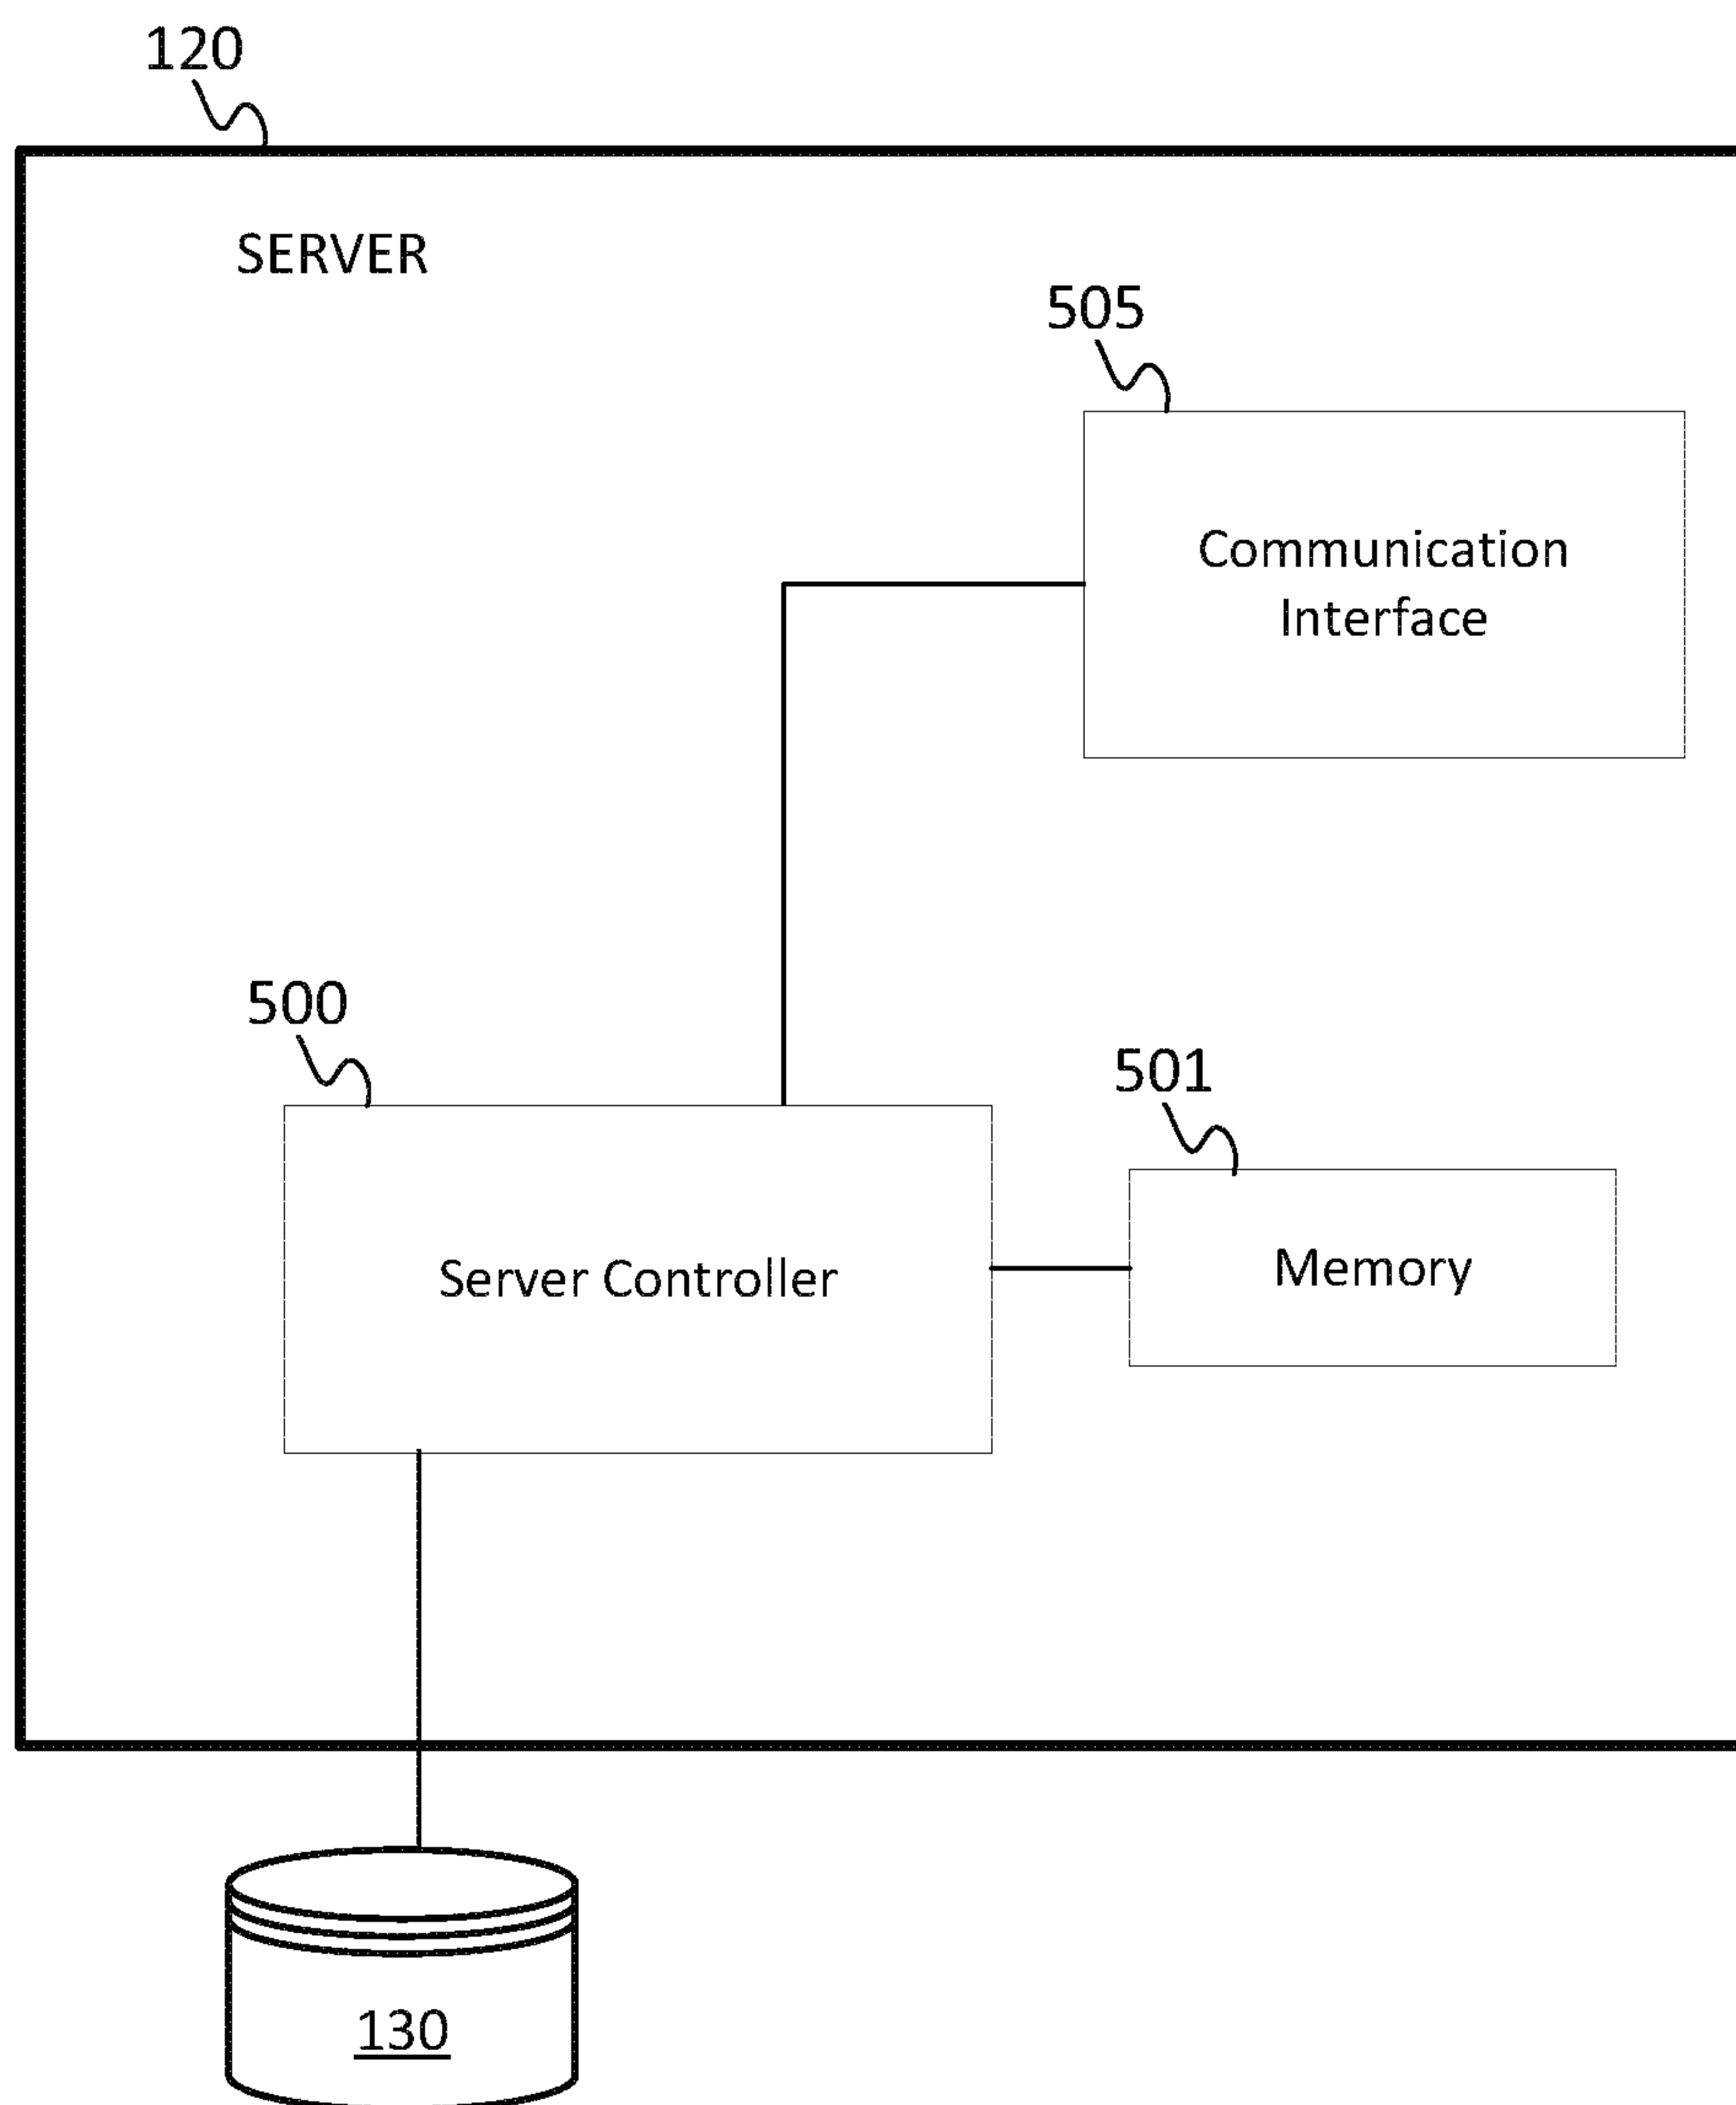 120
SERVER
505
Communication
Interface
500
501
Server Controller
Memory
130